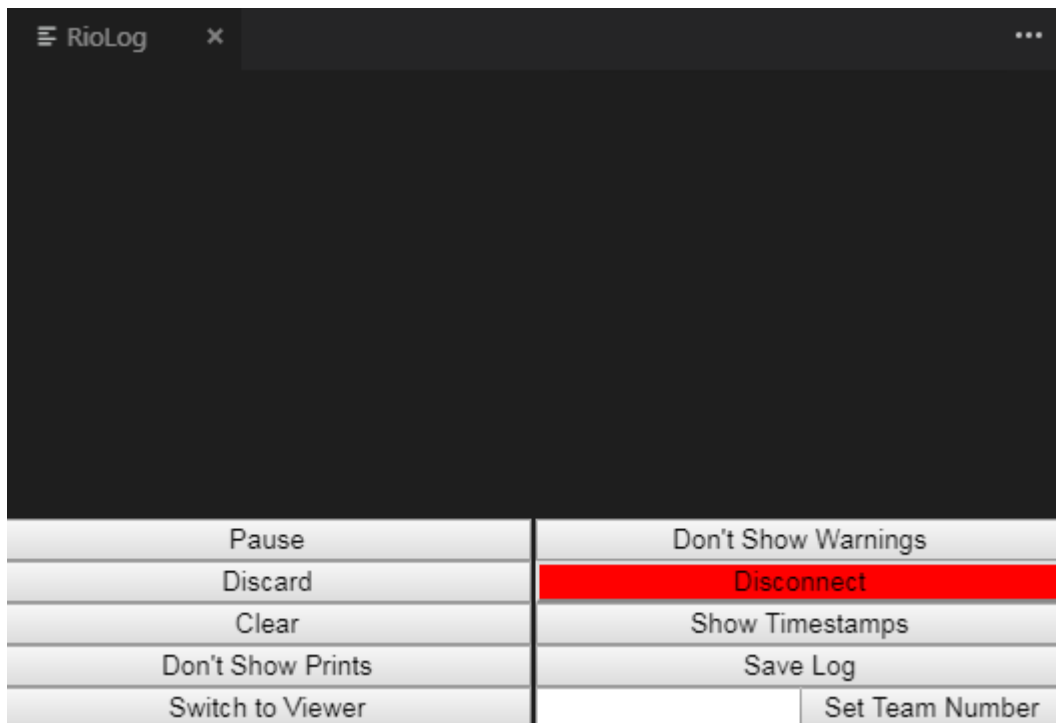 RioLog
Pause
Don't Show Warnings
Discard
Disconnect
Clear
Show Timestamps
Don't Show Prints
Save Log
Switch to Viewer
Set Team Number